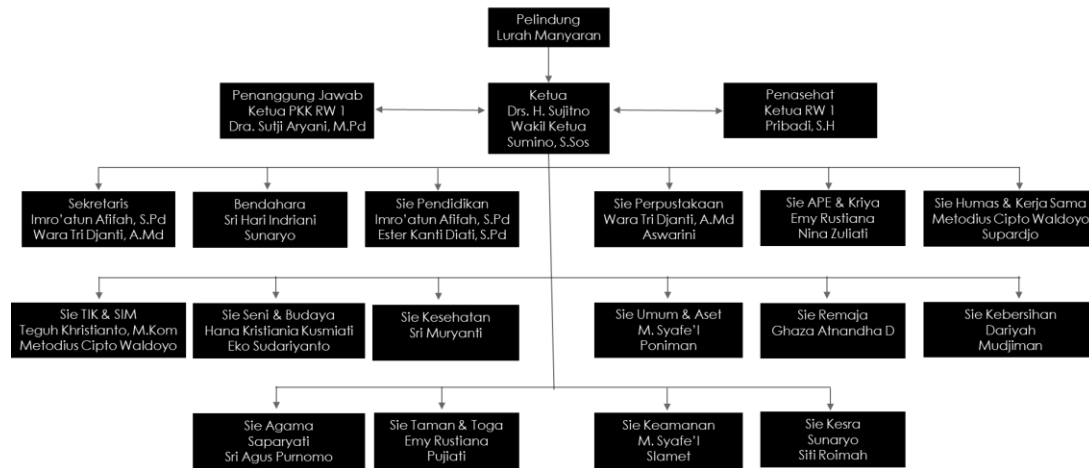 Pelindung
Lurah Manyaran
Penanggung Jawab
Ketua PKK RW 1
Dra. Sutji Aryani, M.Pd
Ketua
Drs. H. Sujitno
Wakil Ketua
Sumino, S.Sos
Penasehat
Ketua RW 1
Pribadi, S.H
Sekretaris
Imro'atun Afifah, S.Pd
Wara Tri Djanti, A.Md
Bendahara
Sri Hari Indriani
Sunaryo
Sie Pendidikan
Imro'atun Afifah, S.Pd
Ester Kanti Diati, S.Pd
Sie Perpustakaan
Wara Tri Djanti, A.Md
Aswarini
Sie APE & Kriya
Emy Rustiana
Nina Zuliati
Sie Humas & Kerja Sama
Metodius Cipto Waldoyo
Supardjo
Sie TIK & SIM
Teguh Khristianto, M.Kom
Metodius Cipto Waldoyo
Sie Seni & Budaya
Hana Kristiania Kusmiati
Eko Sudariyanto
Sie Kesehatan
Sri Muryanti
Sie Umum & Aset
M. Syafe'I
Poniman
Sie Remaja
Ghaza Atnandha D
Sie Kebersihan
Dariyah
Mudjiman
Sie Agama
Saparyati
Sri Agus Purnomo
Sie Taman & Toga
Emy Rustiana
Pujiati
Sie Keamanan
M. Syafe'I
Slamet
Sie Kesra
Sunaryo
Siti Roimah